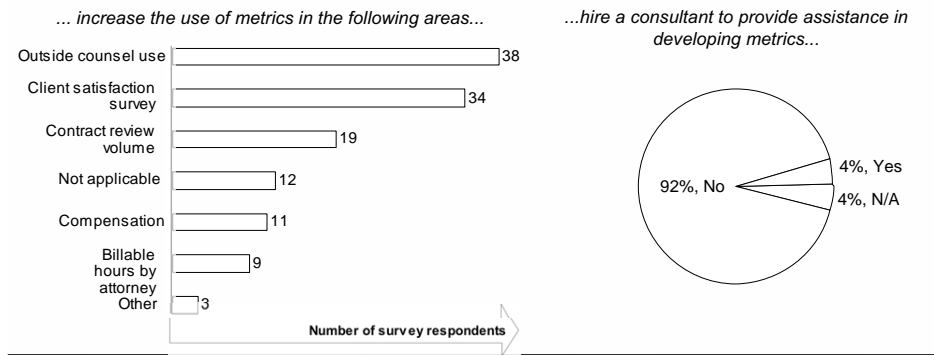 ... increase the use of metrics in the following areas...
Outside counsel use
38
Client satisfaction
survey
34
Contract review
volume
19
Not applicable
12
Compensation
11
Billable
hours by
attorney
9
Other
3
Number of survey respondents
...hire a consultant to provide assistance in
developing metrics...
92%, No
4%, Yes
4%, N/A